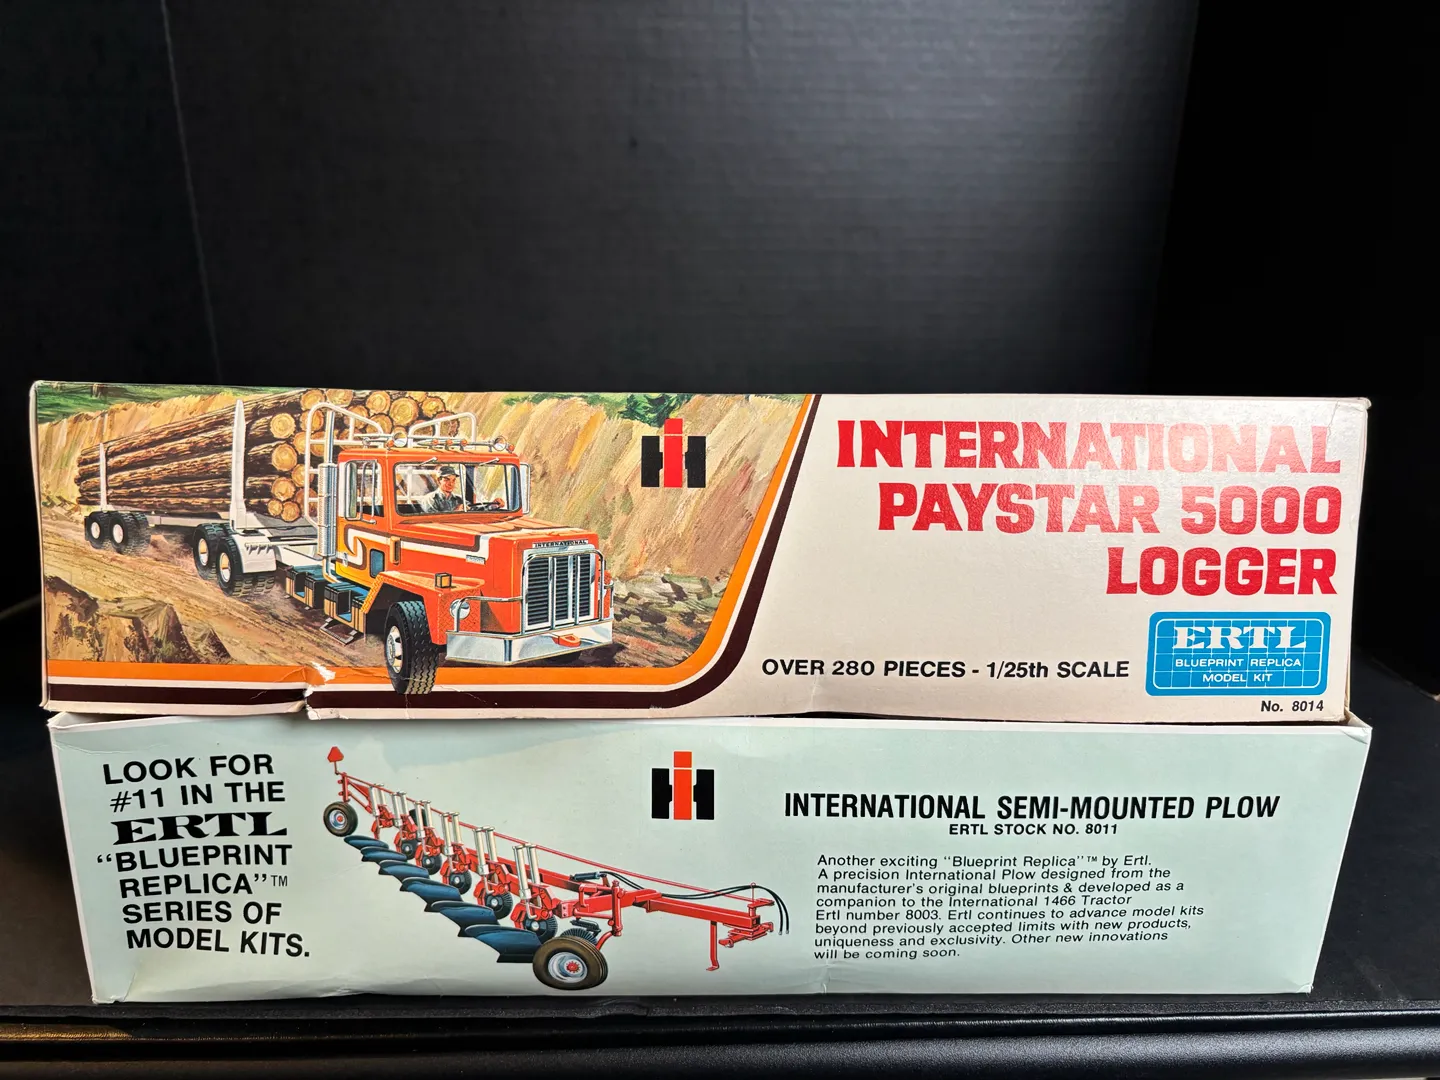 INTERNATIONAL
PAYSTAR 5000
LOGGER
INTERNATIONAL
OVER 280 PIECES - 1/25th SCALE
ERTL
BLUEPRINT REPLICA
MODEL KIT
No. 8014
LOOK FOR
#11 IN THE
ERTL
"BLUEPRINT
REPLICA"™
SERIES OF
MODEL KITS.
INTERNATIONAL SEMI-MOUNTED PLOW
ERTL STOCK NO. 8011
Another exciting "Blueprint Replica"™ by Ertl.
A precision International Plow designed from the
manufacturer's original blueprints & developed as a
companion to the International 1466 Tractor
Ertl number 8003. Ertl continues to advance model kits
beyond previously accepted limits with new products,
uniqueness and exclusivity. Other new innovations
will be coming soon.